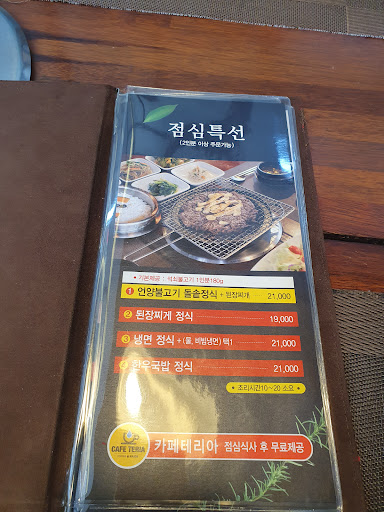 점심특선
(2인분 이상 주문가능)
• 기본제공 : 석쇠불고기 1인분180g
1 언양불고기 돌솥정식 + 된장찌개 21,000
2 된장찌게 정식 19,000
3 냉면 정식 + (물, 비빔냉면) 택1 21,000
4 한우국밥 정식 21,000
• 조리시간10~20 소요 •
CAFE TERIA
카페테리아 점심식사 후 무료제공